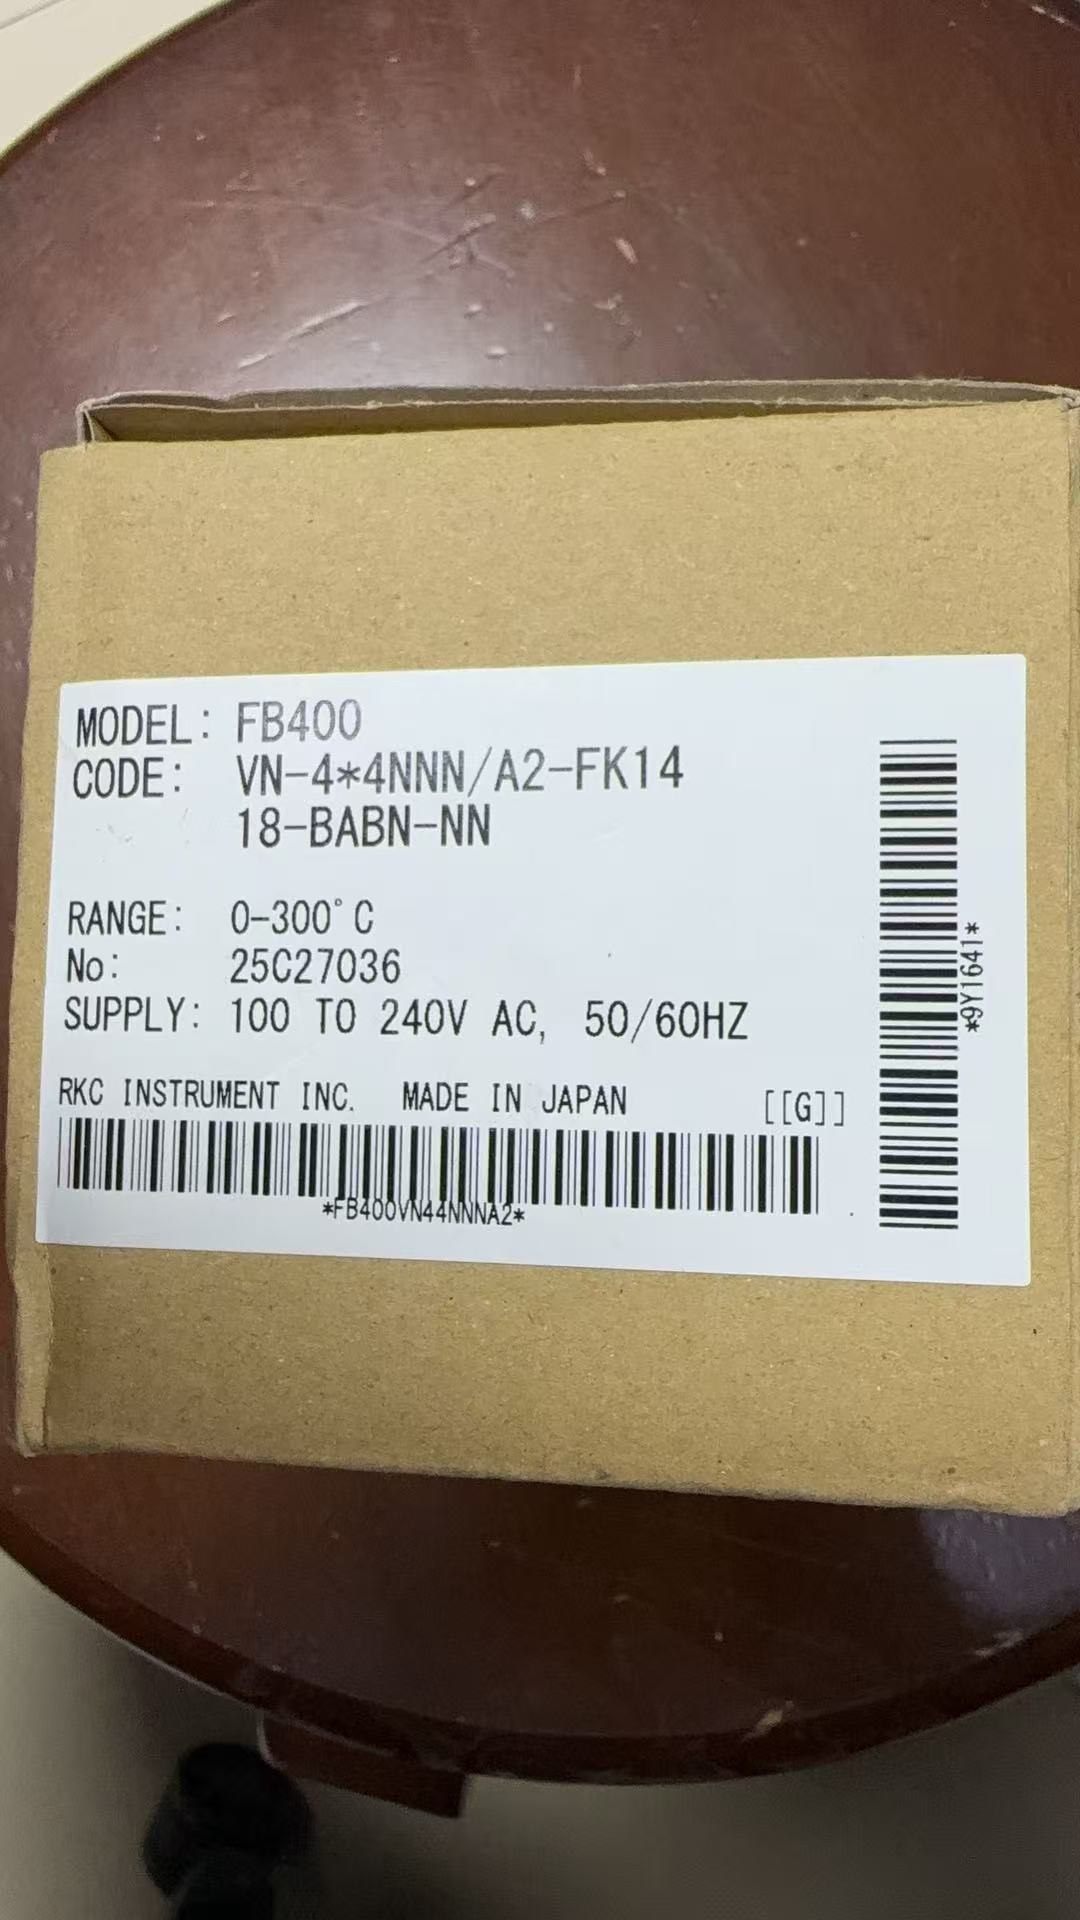 MODEL: FB400
CODE: VN-4*4NNN/A2-FK14
18-BABN-NN
RANGE: 0-300°C
No: 25C27036
SUPPLY: 100 TO 240V AC, 50/60HZ
RKC INSTRUMENT INC. MADE IN JAPAN [[G]]
*FB400VN44NNNA2*
*9Y1641*